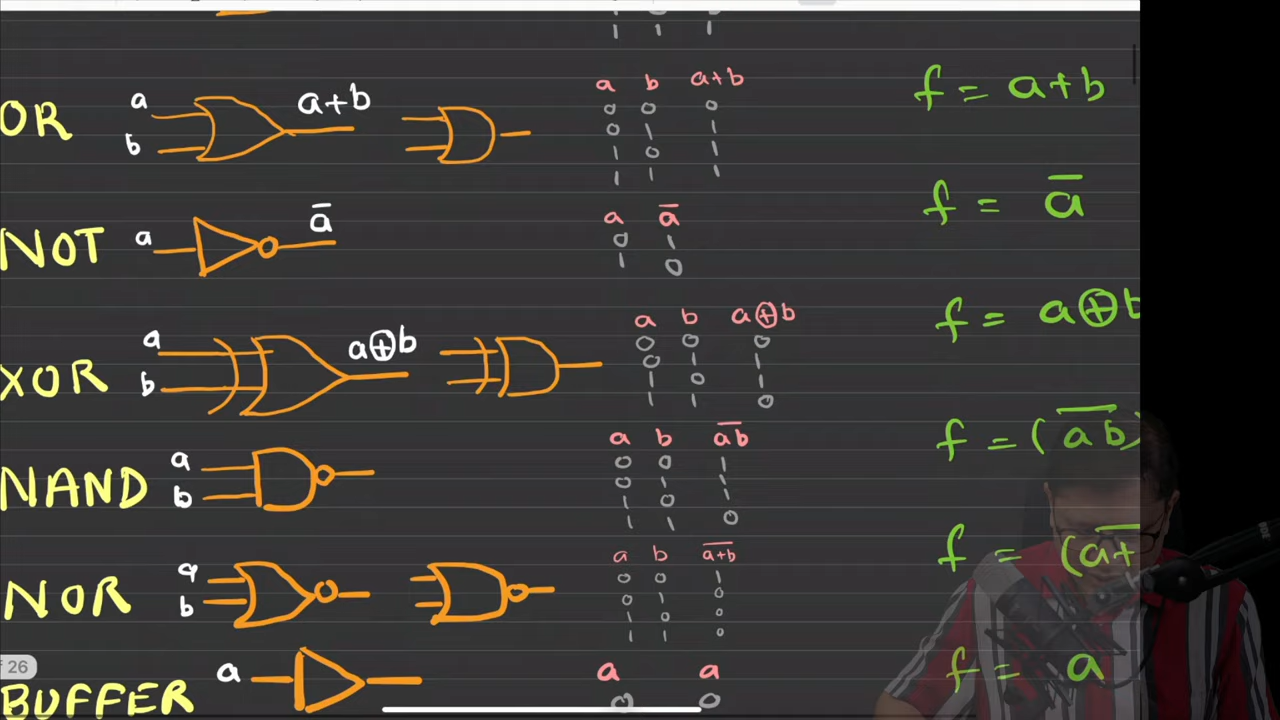 1 1 1
OR a b a+b a b a+b f = a+b
0 0 0
0 1 1
1 0 1
1 1 1
NOT a a̅ a a̅ f = a̅
0 1
1 0
XOR a b a⊕b a b a⊕b f = a⊕b
0 0 0
0 1 1
1 0 1
1 1 0
NAND a b a b a̅b̅ f = (a̅b̅)
0 0 1
0 1 1
1 0 1
1 1 0
NOR a b a b a̅+̅b̅ f = (a̅+̅
0 0 1
0 1 0
1 0 0
1 1 0
26
BUFFER a a a f = a
0 0